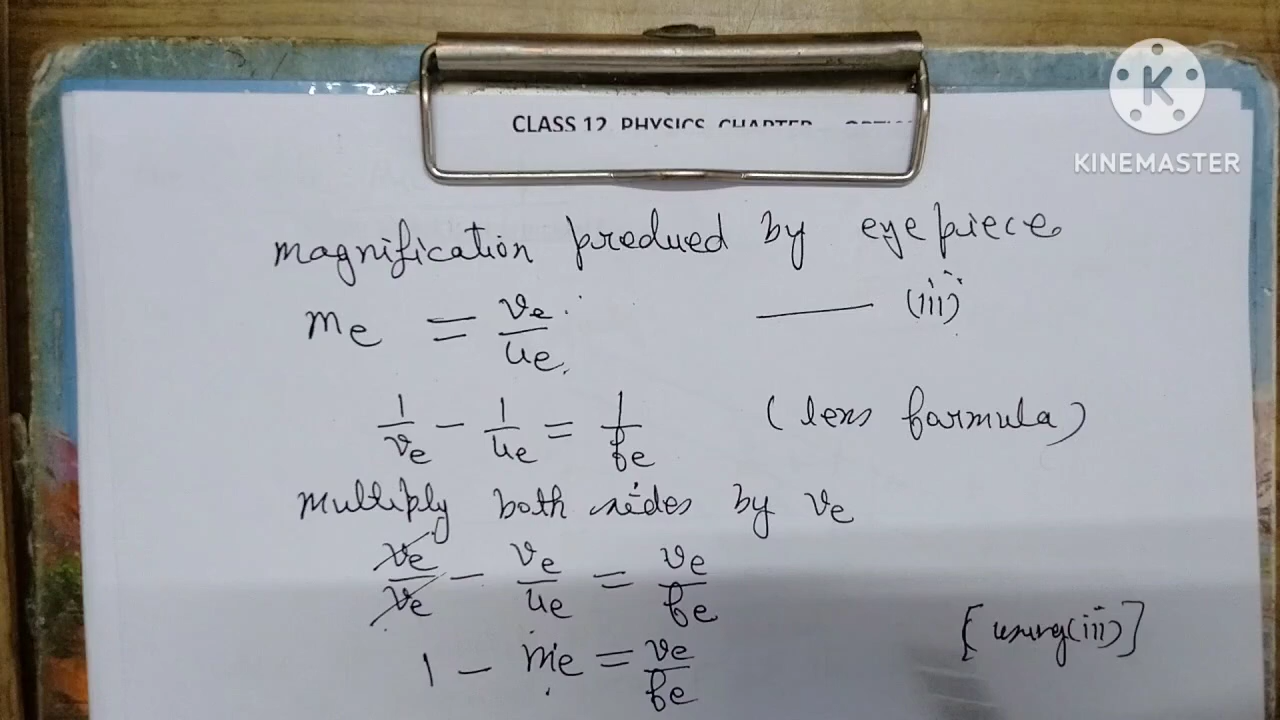 CLASS 12 PHYSICS CHAPTER
KINEMASTER
magnification produed by eyepiece
me = ve/ue —— (iii)
1/ve - 1/ue = 1/fe (lens formula)
Multiply both sides by ve
ve/ve - ve/ue = ve/fe
1 - me = ve/fe [using(iii)]